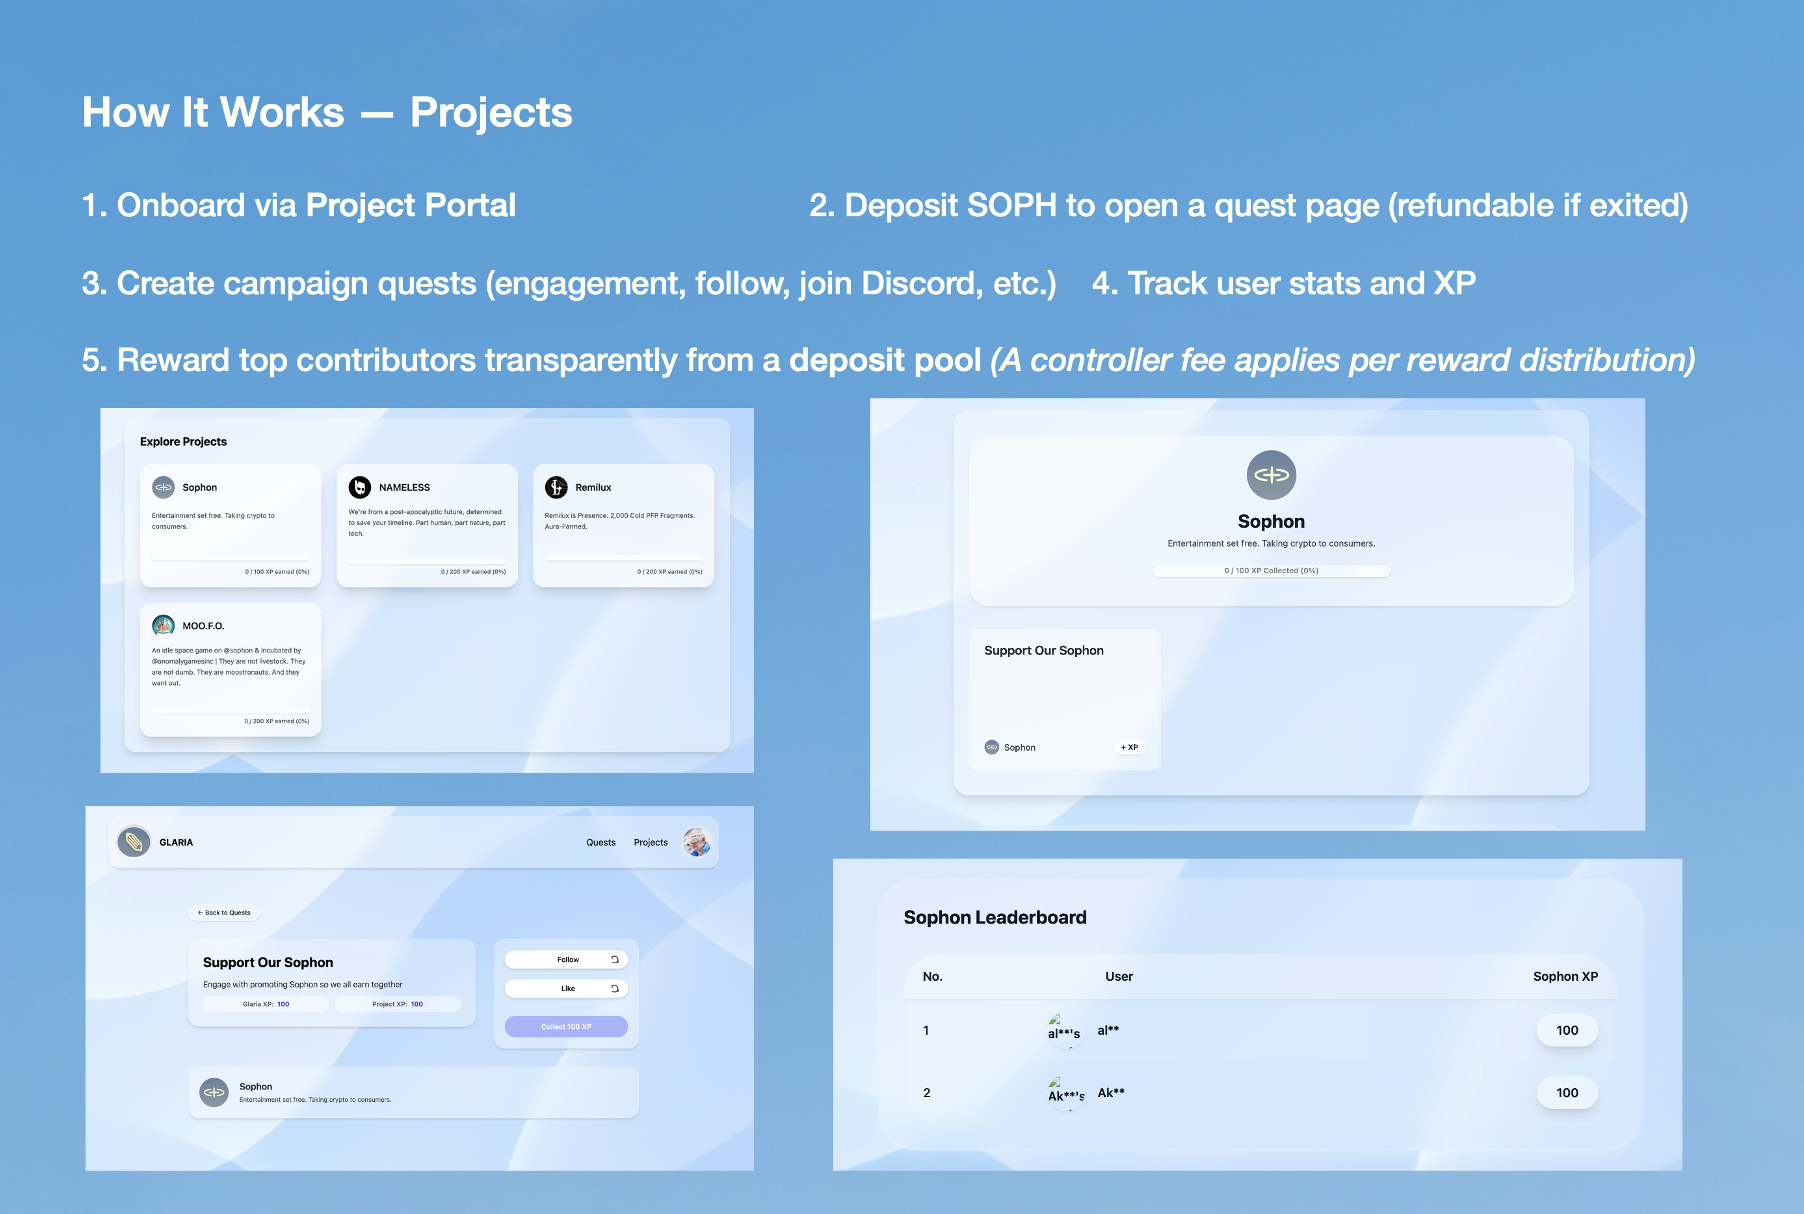 How It Works — Projects
1. Onboard via Project Portal
2. Deposit SOPH to open a quest page (refundable if exited)
3. Create campaign quests (engagement, follow, join Discord, etc.)
4. Track user stats and XP
5. Reward top contributors transparently from a deposit pool (A controller fee applies per reward distribution)
Explore Projects
Sophon
Entertainment set free. Taking crypto to
consumers.
0 / 100 XP earned (0%)
NAMELESS
We're from a post-apocalyptic future, determined
to save your timeline. Part human, part nature, part
tech.
0 / 200 XP earned (0%)
Remilux
Remilux is Presence. 2,000 Cold PFP Fragments.
Aura-Farmed.
0 / 200 XP earned (0%)
MOO.F.O.
An idle space game on @sophon & incubated by
@anomalygamesinc | They are not livestock. They
are not dumb. They are moostronauts. And they
want out.
0 / 200 XP earned (0%)
Sophon
Entertainment set free. Taking crypto to consumers.
0 / 100 XP Collected (0%)
Support Our Sophon
Sophon
+ XP
GLARIA
Quests
Projects
← Back to Quests
Support Our Sophon
Engage with promoting Sophon so we all earn together
Glaria XP: 100
Project XP: 100
Follow
Like
Collect 100 XP
Sophon
Entertainment set free. Taking crypto to consumers.
Sophon Leaderboard
No. User Sophon XP
1 al**'s al** 100
2 Ak**'s Ak** 100